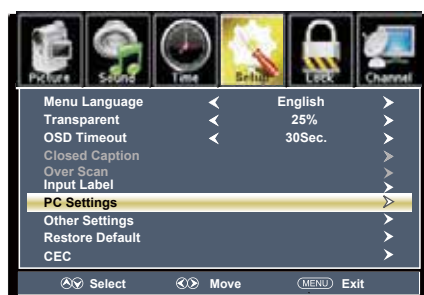 Picture Sound Time Setup Lock Channel
Menu Language English
Transparent 25%
OSD Timeout 30Sec.
Closed Caption
Over Scan
Input Label
PC Settings
Other Settings
Restore Default
CEC
Select Move MENU Exit